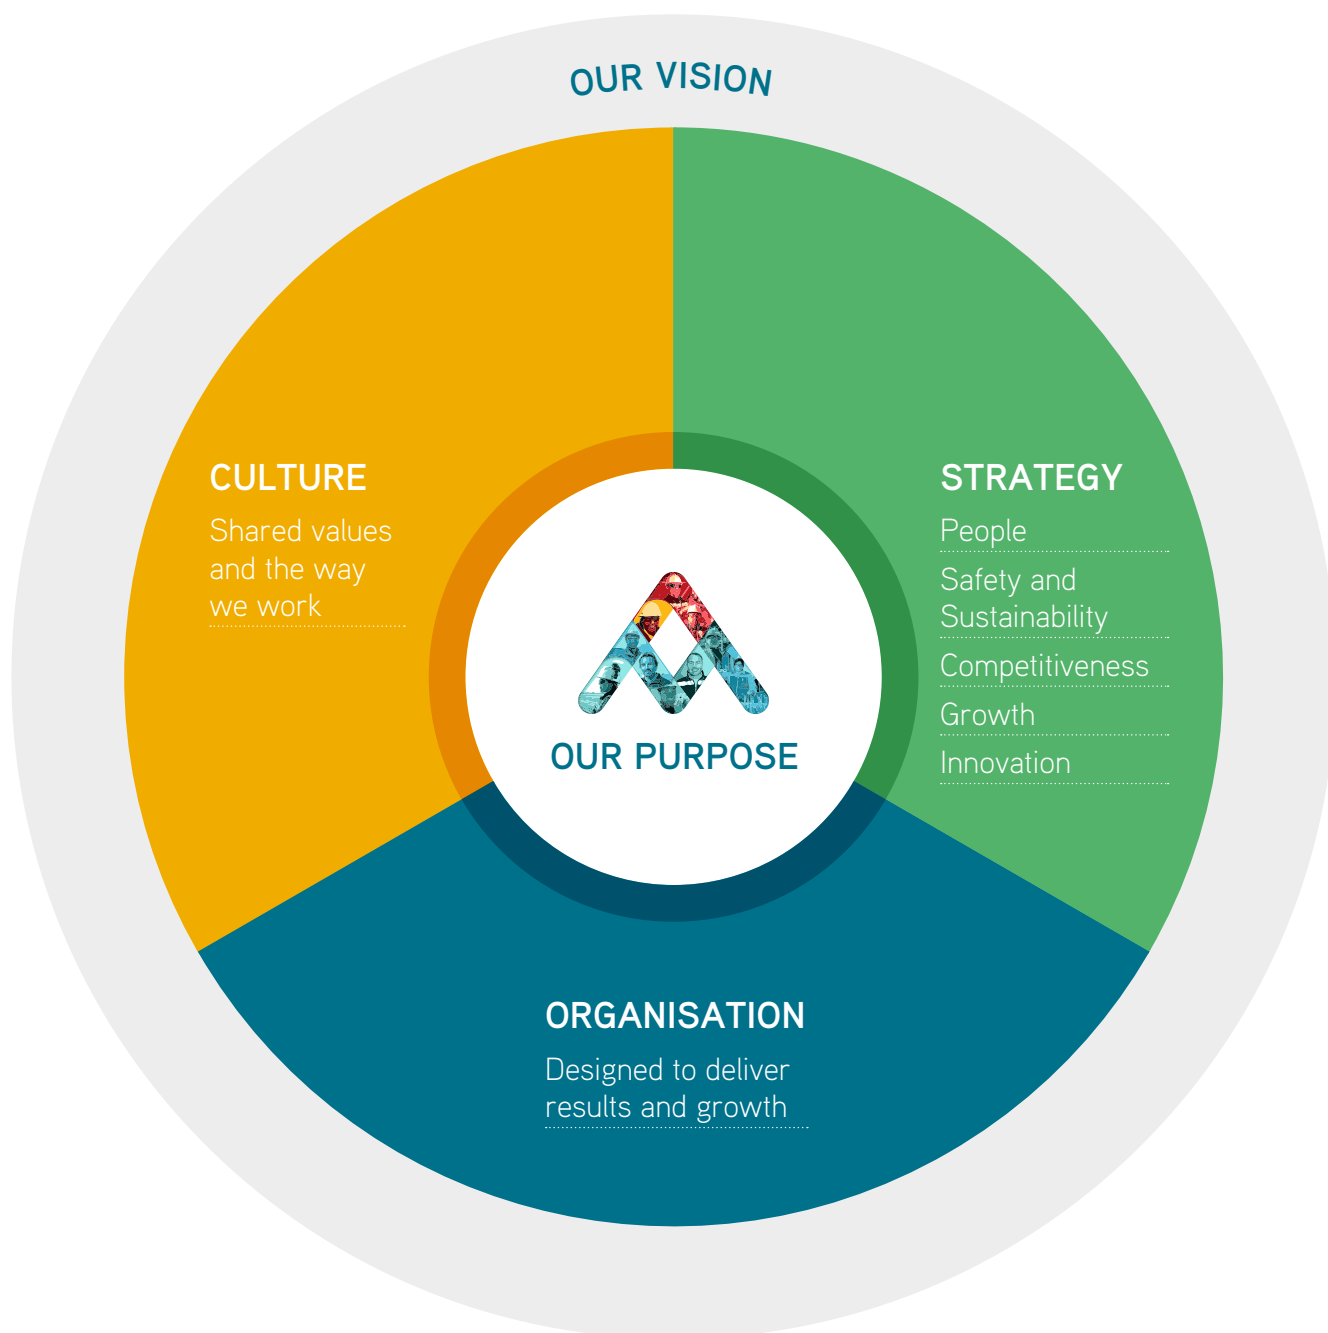 OUR VISION
CULTURE
Shared values
and the way
we work
STRATEGY
People
Safety and
Sustainability
Competitiveness
Growth
Innovation
OUR PURPOSE
ORGANISATION
Designed to deliver
results and growth